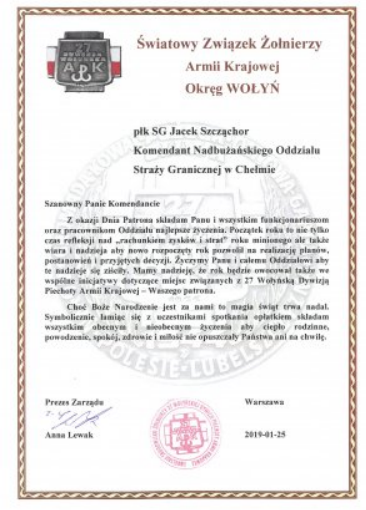 27
WOŁYŃSKA
A K
Światowy Związek Żołnierzy
Armii Krajowej
Okręg WOŁYŃ
płk SG Jacek Szcząchor
Komendant Nadbużańskiego Oddziału
Straży Granicznej w Chełmie
Szanowny Panie Komendancie
Z okazji Dnia Patronu składam Panu i wszystkim funkcjonariuszom
oraz pracownikom Oddziału najlepsze życzenia. Początek roku to nie tylko
czas refleksji nad „rachunkiem zysków i strat" roku minionego ale także
wiara i nadzieja aby nowo rozpoczęty rok pozwolił na realizację planów,
postanowień i przyjętych decyzji. Życzymy Panu i całemu Oddziałowi aby
te nadzieje się ziściły. Mamy nadzieję, że rok będzie owocował także we
wspólne inicjatywy dotyczące miejsc związanych z 27 Wołyńską Dywizją
Piechoty Armii Krajowej – Waszego patrona.
Choć Boże Narodzenie jest za nami to magia świąt trwa nadal.
Symbolicznie łamiąc się z uczestnikami spotkania opłatkiem składam
wszystkim obecnym i nieobecnym życzenia aby ciepło rodzinne,
powodzenie, spokój, zdrowie i miłość nie opuszczały Państwa ani na chwilę.
Prezes Zarządu
Warszawa
Anna Lewak
2019-01-25